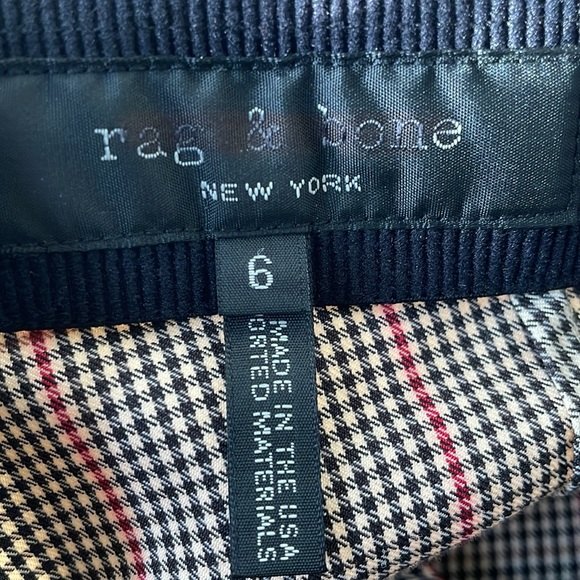 rag & bone
NEW YORK
6
MADE IN THE USA
ORTED MATERIALS